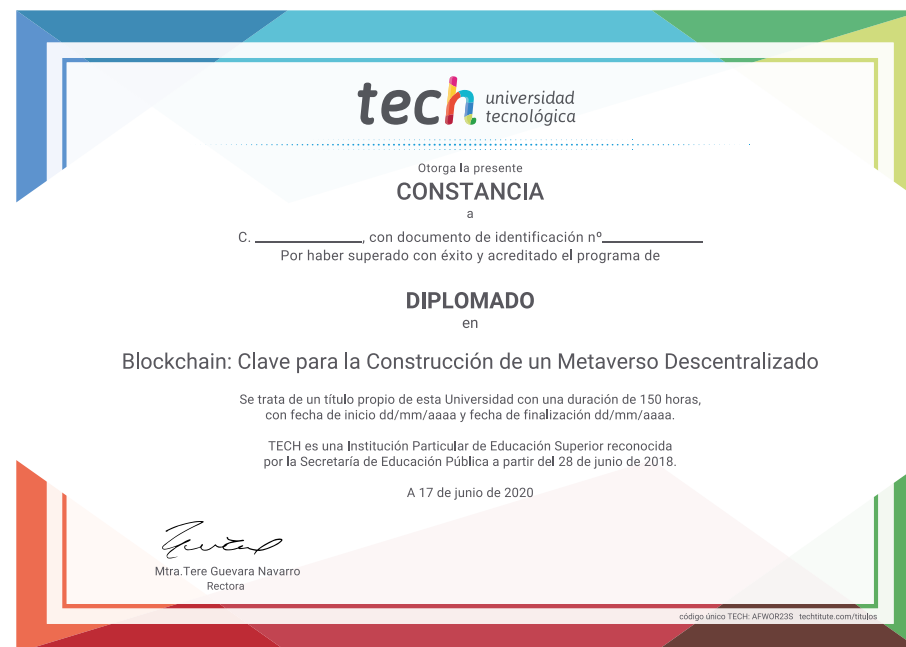 tech universidad
tecnológica
Otorga la presente
CONSTANCIA
a
C. ____________, con documento de identificación nº____________
Por haber superado con éxito y acreditado el programa de
DIPLOMADO
en
Blockchain: Clave para la Construcción de un Metaverso Descentralizado
Se trata de un título propio de esta Universidad con una duración de 150 horas,
con fecha de inicio dd/mm/aaaa y fecha de finalización dd/mm/aaaa.
TECH es una Institución Particular de Educación Superior reconocida
por la Secretaría de Educación Pública a partir del 28 de junio de 2018.
A 17 de junio de 2020
Mtra.Tere Guevara Navarro
Rectora
código único TECH: AFWOR23S techtitute.com/titulos